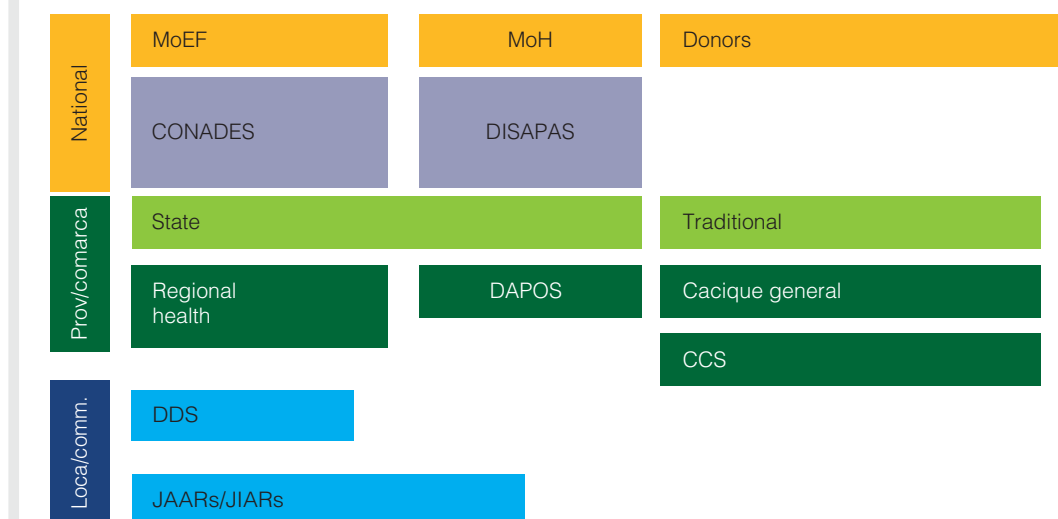 National
MoEF
MoH
Donors
CONADES
DISAPAS
Prov/comarca
State
Traditional
Regional
health
DAPOS
Cacique general
CCS
Loca/comm.
DDS
JAARs/JIARs